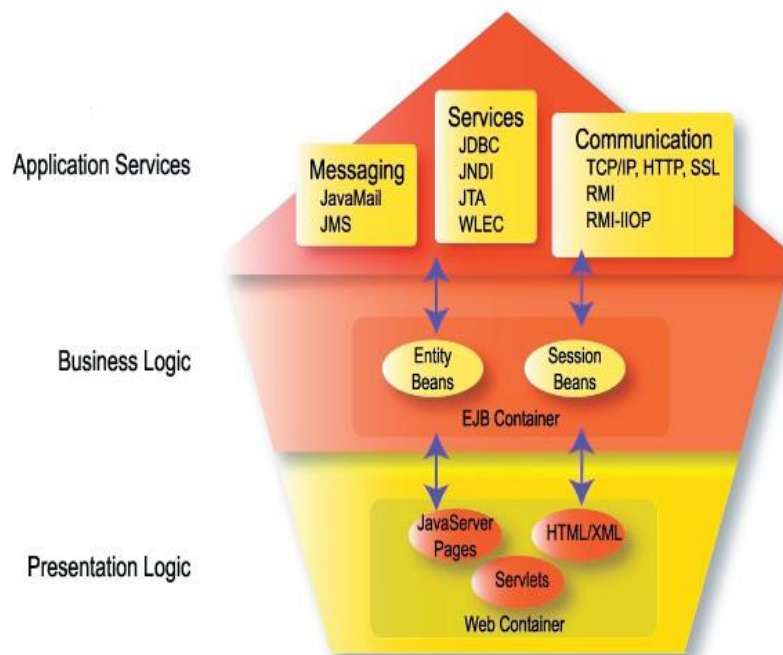 Application Services
Messaging
JavaMail
JMS
Services
JDBC
JNDI
JTA
WLEC
Communication
TCP/IP, HTTP, SSL
RMI
RMI-IIOP
Business Logic
Entity
Beans
Session
Beans
EJB Container
Presentation Logic
JavaServer
Pages
HTML/XML
Servlets
Web Container